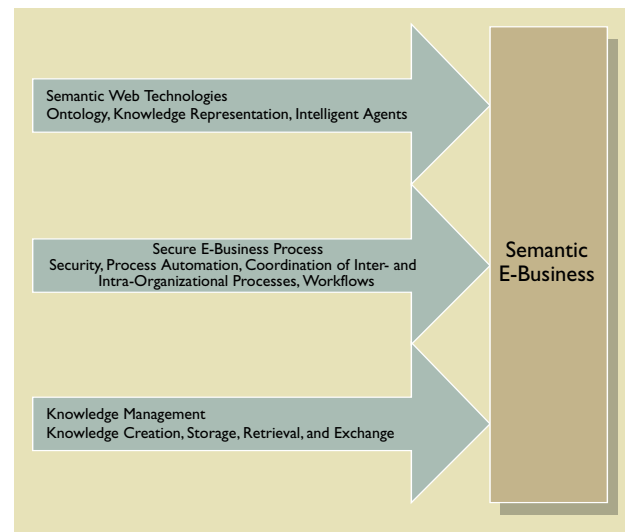 Semantic Web Technologies
Ontology, Knowledge Representation, Intelligent Agents
Secure E-Business Process
Security, Process Automation, Coordination of Inter- and
Intra-Organizational Processes, Workflows
Knowledge Management
Knowledge Creation, Storage, Retrieval, and Exchange
Semantic
E-Business